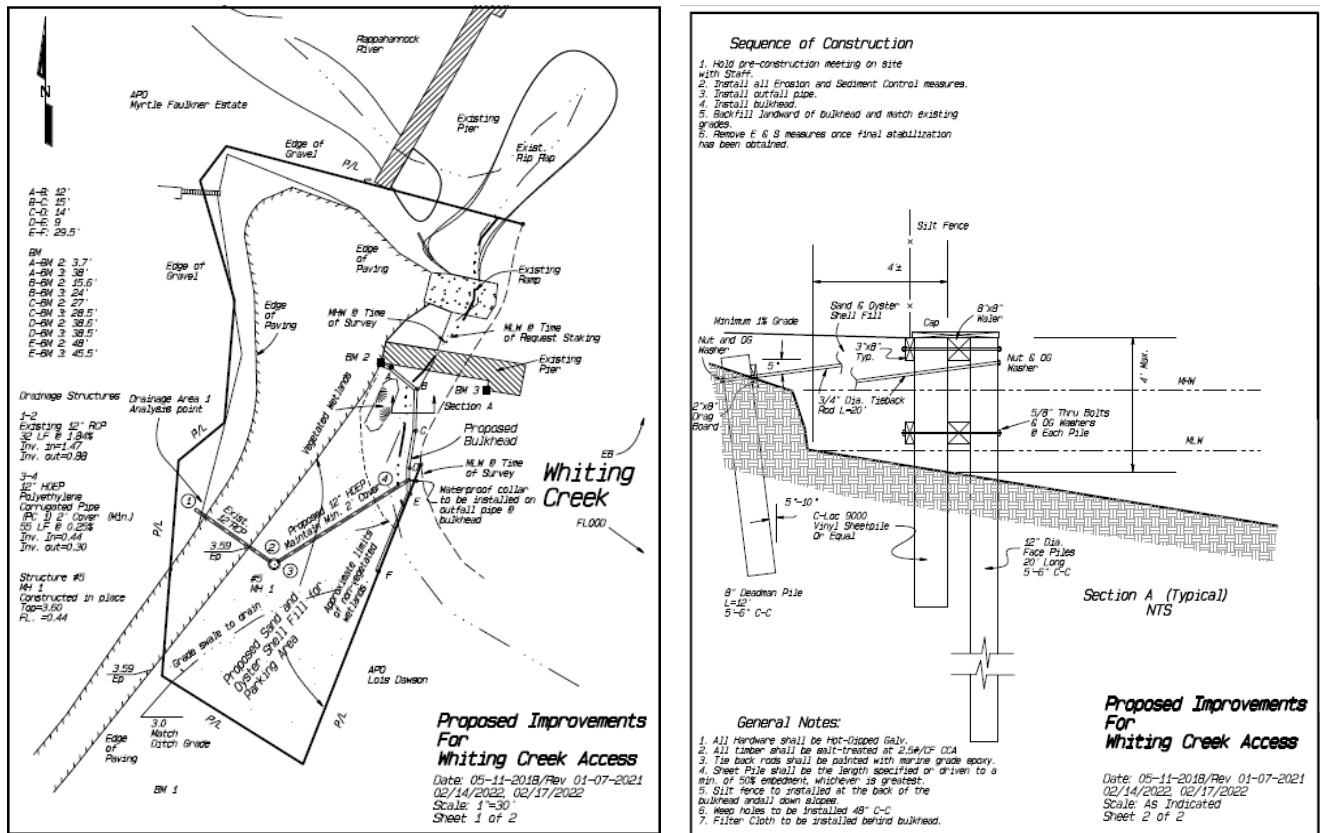 Rappahannock
River
APO
Myrtle Faulkner Estate
N
Existing
Pier
Edge of
Gravel
P/L
Exist.
Rip Rap
A-B: 12'
B-C: 15'
C-D: 14'
D-E: 9
E-F: 29.5'
BM
A-BM 2: 3.7'
A-BM 3: 38'
B-BM 2: 15.6'
B-BM 3: 24'
C-BM 2: 27'
C-BM 3: 28.5'
D-BM 2: 38.6'
D-BM 3: 38.5'
E-BM 2: 48'
E-BM 3: 45.5'
Edge of
Gravel
Edge
of
Paving
Edge
of
Paving
Existing
Ramp
MHW @ Time
of Survey
MLW @ Time
of Request Staking
BM 2
Existing
Pier
BM 3
B
Section A
Vegetated Wetlands
Drainage Structures
Drainage Area 1
Analysis point
1-2
Existing 12" RCP
32 LF @ 1.84%
Inv. in=1.47
Inv. out=0.88
P/L
C
Proposed
Bulkhead
D
MLW @ Time
of Survey
EB
Whiting
Creek
FLOOD
3-4
12" HDEP
Polyethylene
Corrugated Pipe
(PC 1) 2' Cover (Min.)
55 LF @ 0.25%
Inv. In=0.44
Inv. out=0.30
1
Exist.
12" RCP
Proposed 12" HDEP
Maintain Min. 2' Cover
4
E
Waterproof collar
to be installed on
outfall pipe @
bulkhead
P/L
3.59
Ep
2
3
#5
MH 1
F
Approximate limits
of non-vegetated
wetlands
Structure #5
MH 1
Constructed in place
Top=3.60
FL. =0.44
Grade swale to drain
Proposed Sand and
Oyster Shell Fill for
Parking Area
3.59
Ep
APO
Lois Dawson
P/L
P/L
3.0
Match
Ditch Grade
Edge
of
Paving
BM 1
Proposed Improvements
For
Whiting Creek Access
Date: 05-11-2018/Rev 01-07-2021
02/14/2022, 02/17/2022
Scale: 1"=30'
Sheet 1 of 2
Sequence of Construction
1. Hold pre-construction meeting on site
with Staff.
2. Install all Erosion and Sediment Control measures.
3. Install outfall pipe.
4. Install bulkhead.
5. Backfill landward of bulkhead and match existing
grades.
6. Remove E & S measures once final stabilization
has been obtained.
Silt Fence
4'±
Sand & Oyster
Shell Fill
Cap
8"x8"
Waler
Minimum 1% Grade
Nut and OG
Washer
5'
3"x8"
Typ.
Nut & OG
Washer
4' Max.
MHW
3/4" Dia. Tieback
Rod L=20'
2"x8"
Drag
Board
5/8" Thru Bolts
& OG Washers
@ Each Pile
MLW
5"-10°
C-Loc 9000
Vinyl Sheetpile
Or Equal
12" Dia.
Face Piles
20' Long
5'-6" C-C
8" Deadman Pile
L=12'
5'-6" C-C
Section A (Typical)
NTS
General Notes:
1. All Hardware shall be Hot-Dipped Galv.
2. All timber shall be salt-treated at 2.5#/CF CCA
3. Tie back rods shall be painted with marine grade epoxy.
4. Sheet Pile shall be the length specified or driven to a
min. of 50% embedment, whichever is greatest.
5. Silt fence to installed at the back of the
bulkhead andall down slopes.
6. Weep holes to be installed 48" C-C
7. Filter Cloth to be installed behind bulkhead.
Proposed Improvements
For
Whiting Creek Access
Date: 05-11-2018/Rev 01-07-2021
02/14/2022, 02/17/2022
Scale: As Indicated
Sheet 2 of 2